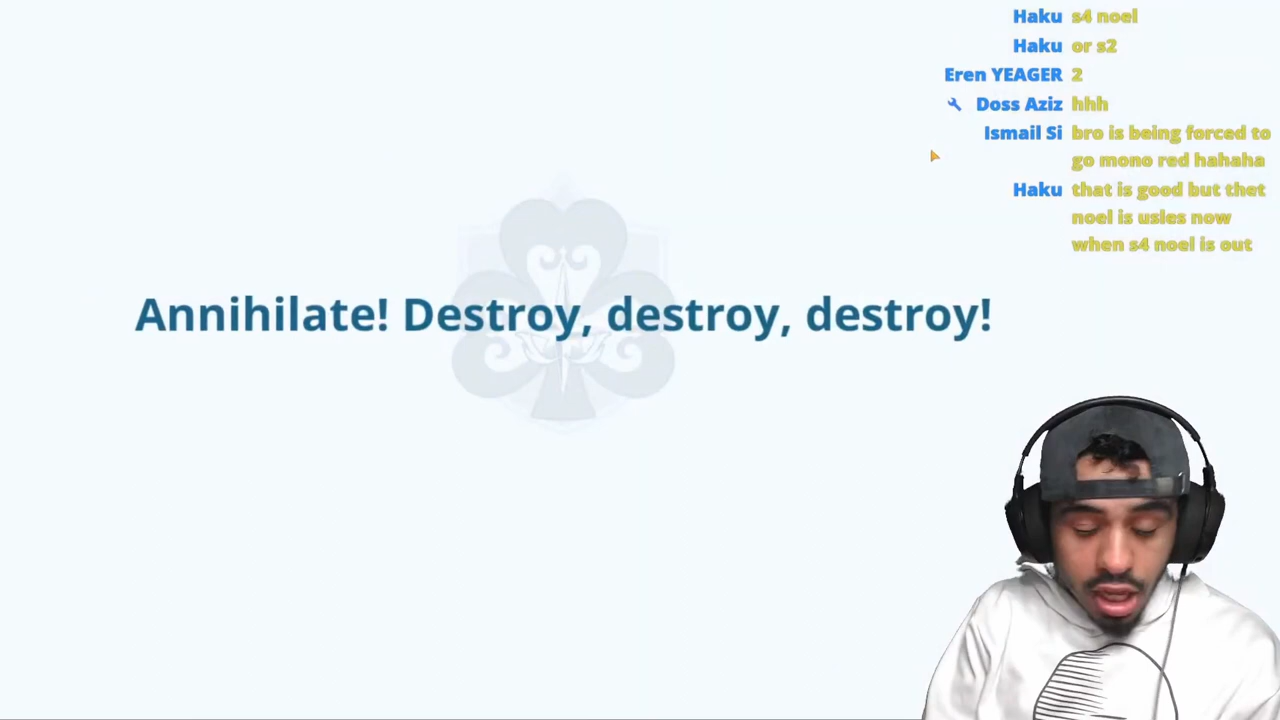 Haku s4 noel
Haku or s2
Eren YEAGER 2
Doss Aziz hhh
Ismail Si bro is being forced to
go mono red hahaha
Haku that is good but thet
noel is usles now
when s4 noel is out
Annihilate! Destroy, destroy, destroy!